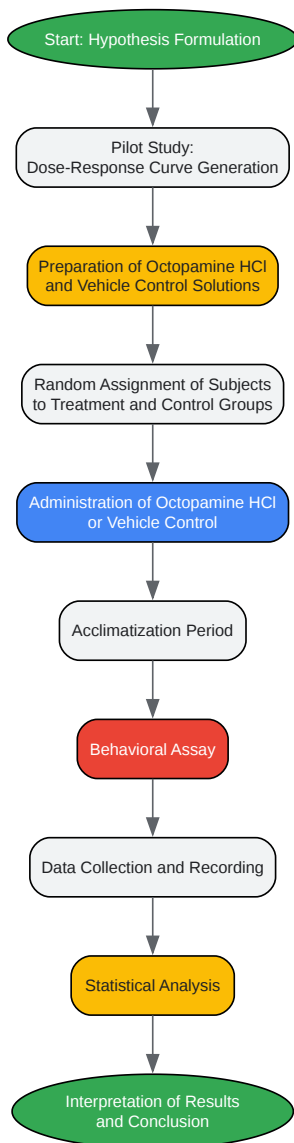 Start: Hypothesis Formulation
Pilot Study:
Dose-Response Curve Generation
Preparation of Octopamine HCl
and Vehicle Control Solutions
Random Assignment of Subjects
to Treatment and Control Groups
Administration of Octopamine HCl
or Vehicle Control
Acclimatization Period
Behavioral Assay
Data Collection and Recording
Statistical Analysis
Interpretation of Results
and Conclusion